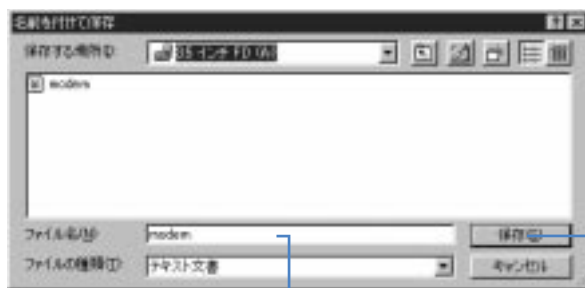 名前を付けて保存
保存する場所(I):
3.5 インチ FD (A:)
modem
ファイル名(N):
modem
保存(S)
ファイルの種類(T):
テキスト文書
キャンセル